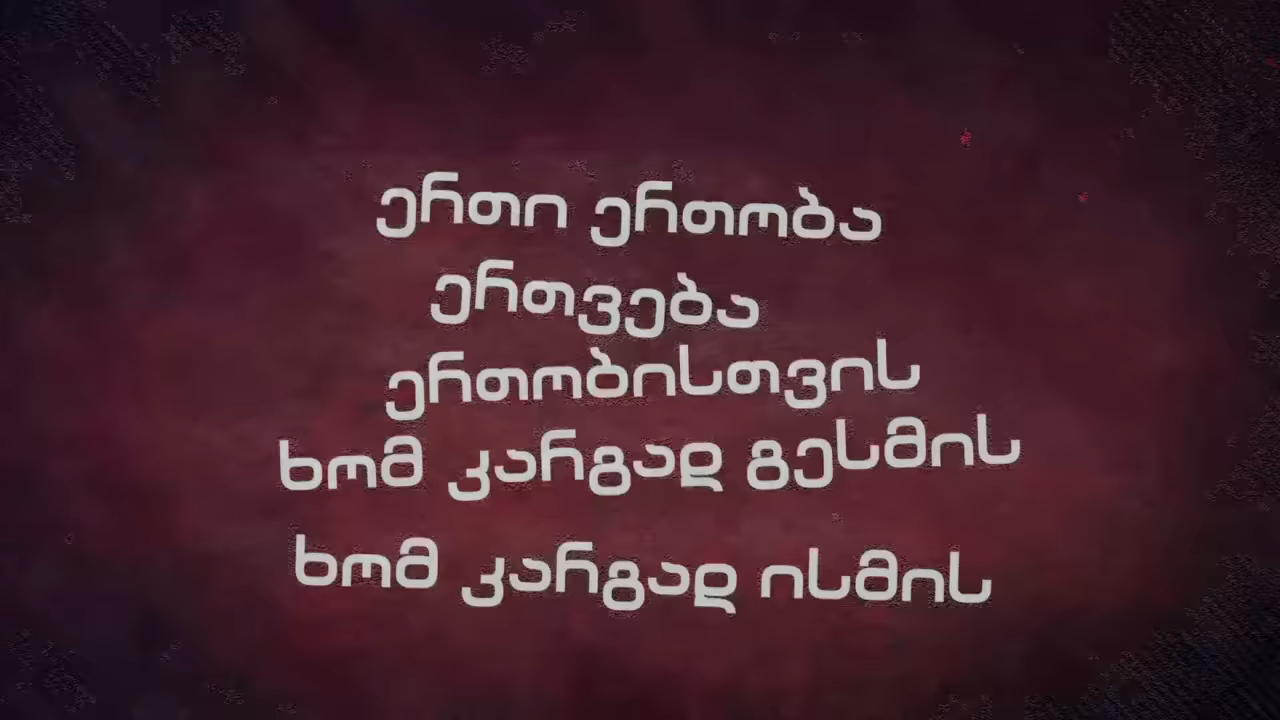 ერთი ერთობა
ერთვება
ერთობისთვის
ხომ კარგად გესმის
ხომ კარგად ისმის